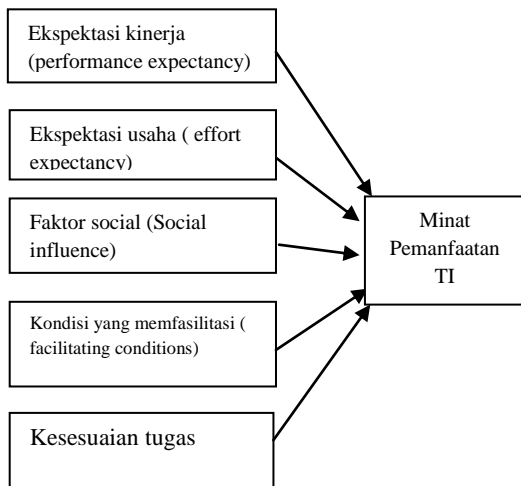 Ekspektasi kinerja
(performance expectancy)
Ekspektasi usaha ( effort
expectancy)
Faktor social (Social
influence)
Kondisi yang memfasilitasi (
facilitating conditions)
Kesesuaian tugas
Minat
Pemanfaatan
TI